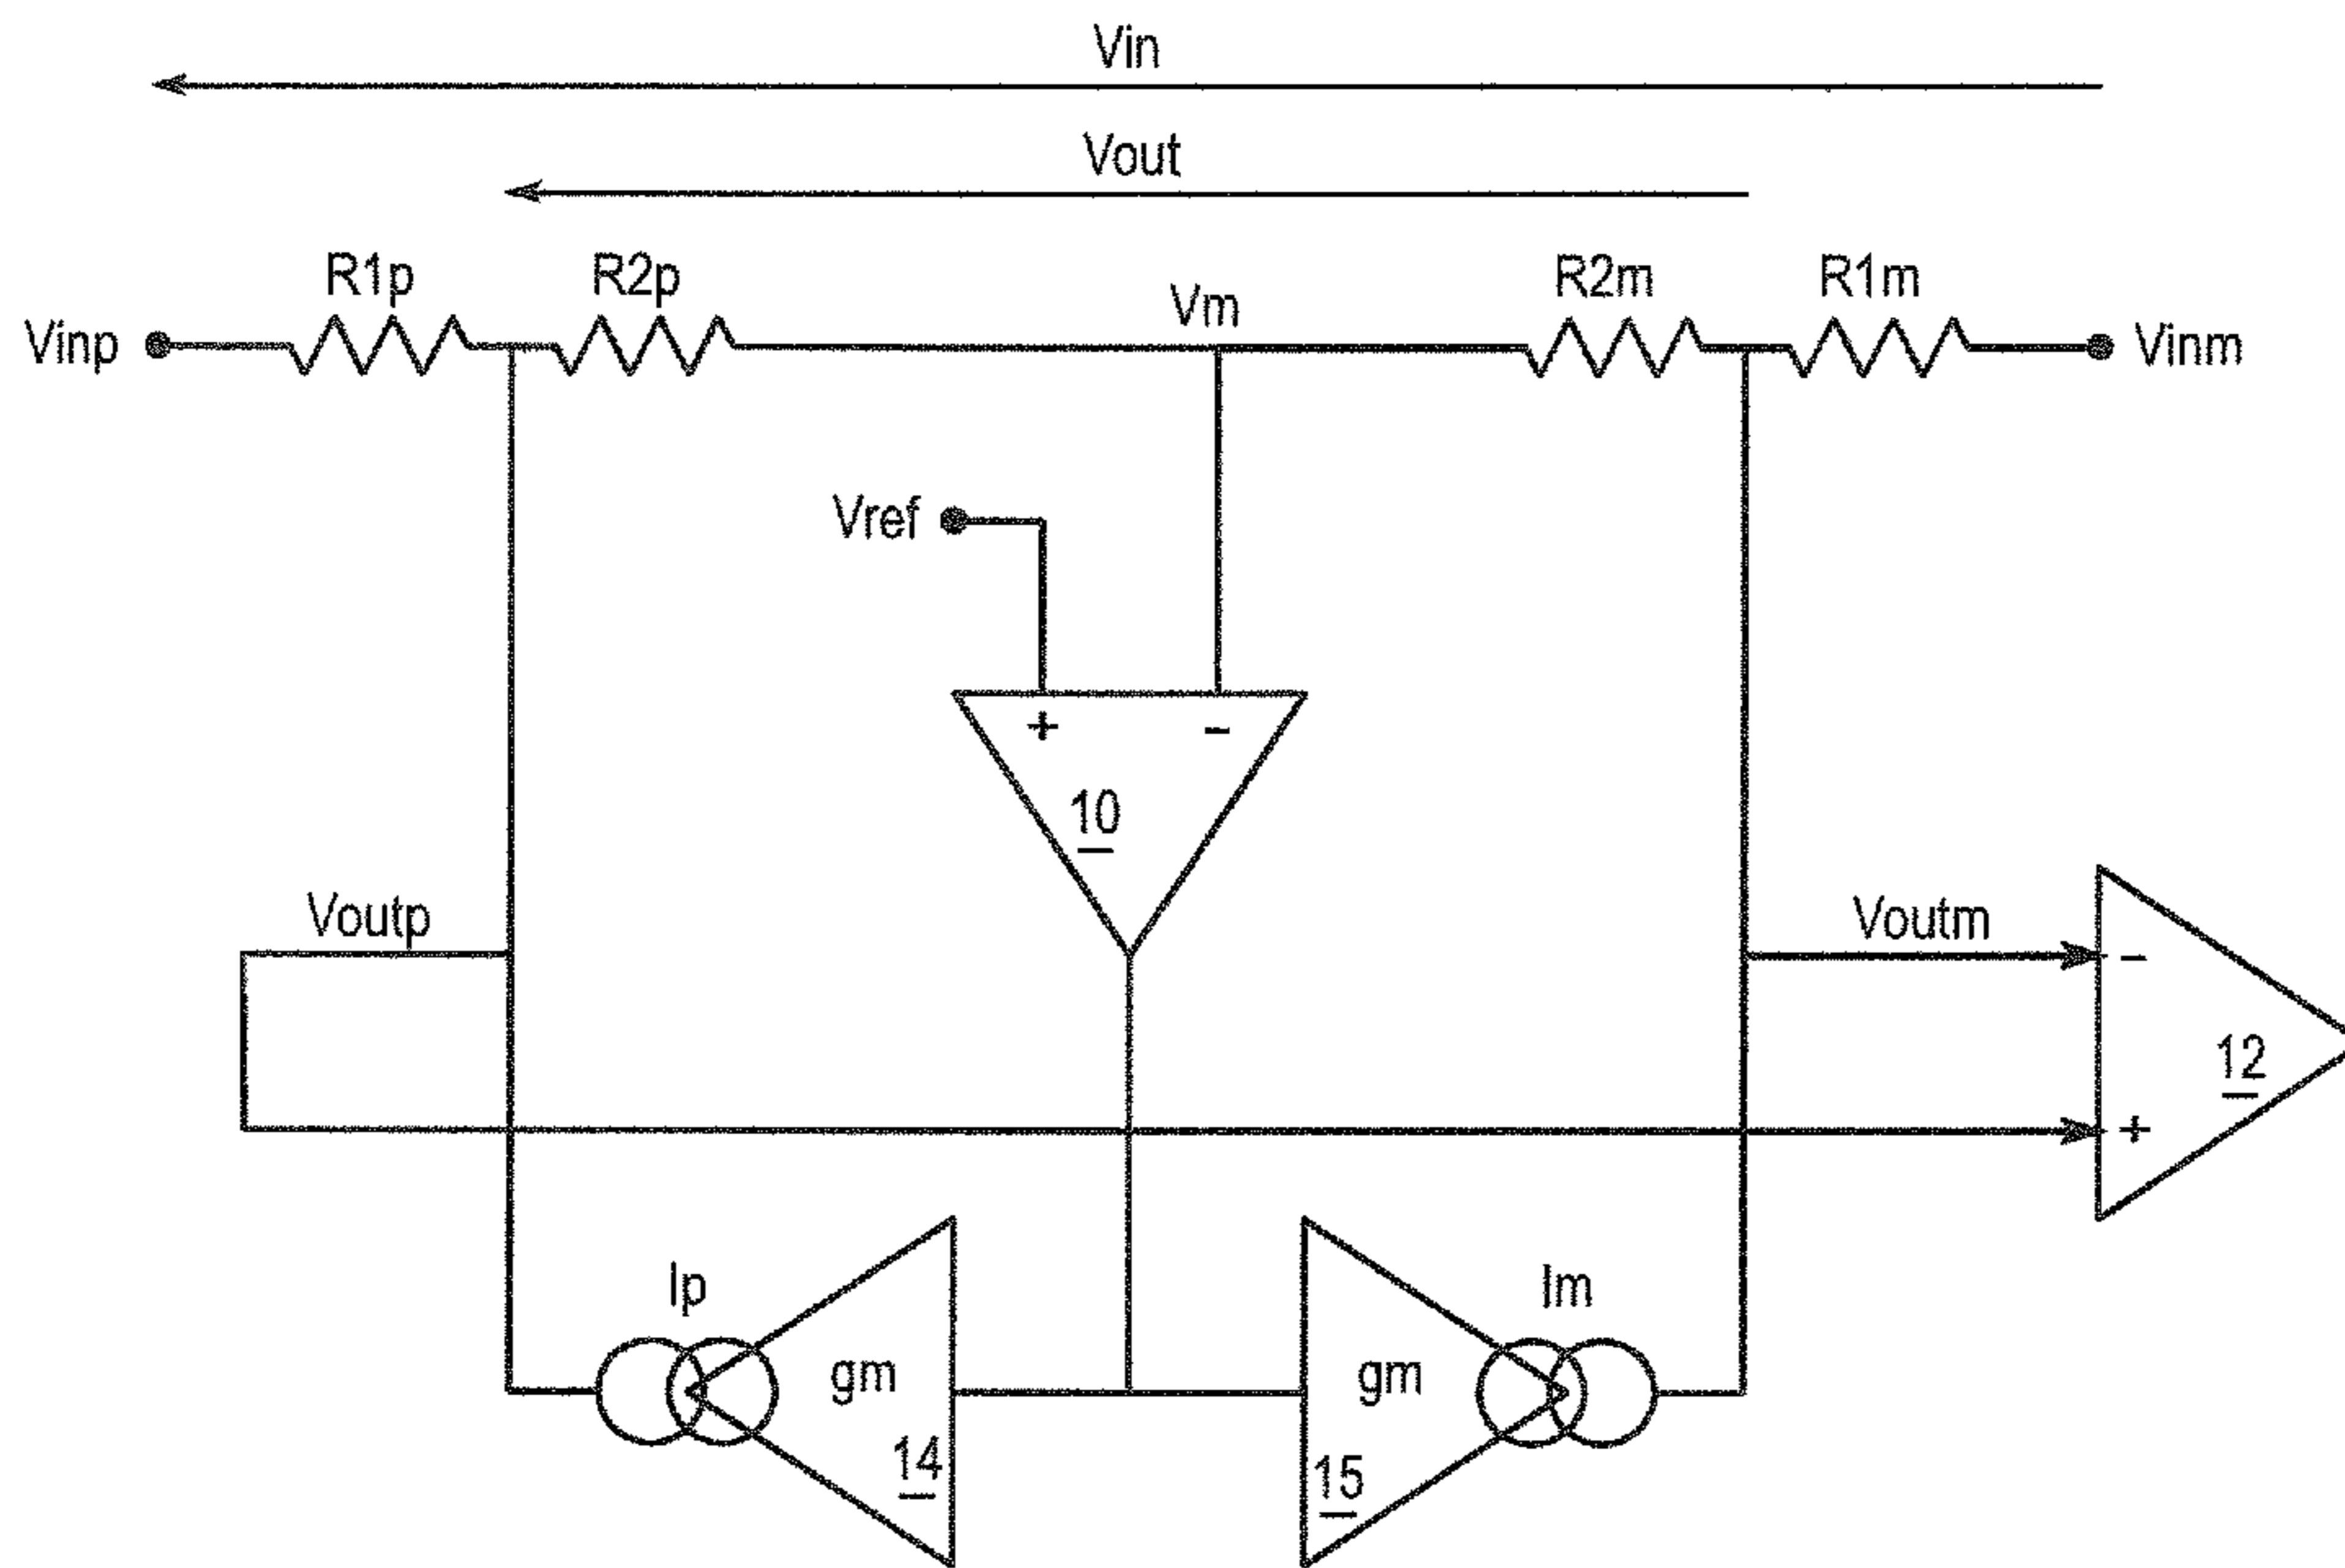 Vin
Vout
R1p
R2p
Vm
R2m
R1m
Vinp
Vinm
Vref
+
-
10
Voutp
Voutm
-
12
+
Ip
Im
gm
gm
14
15